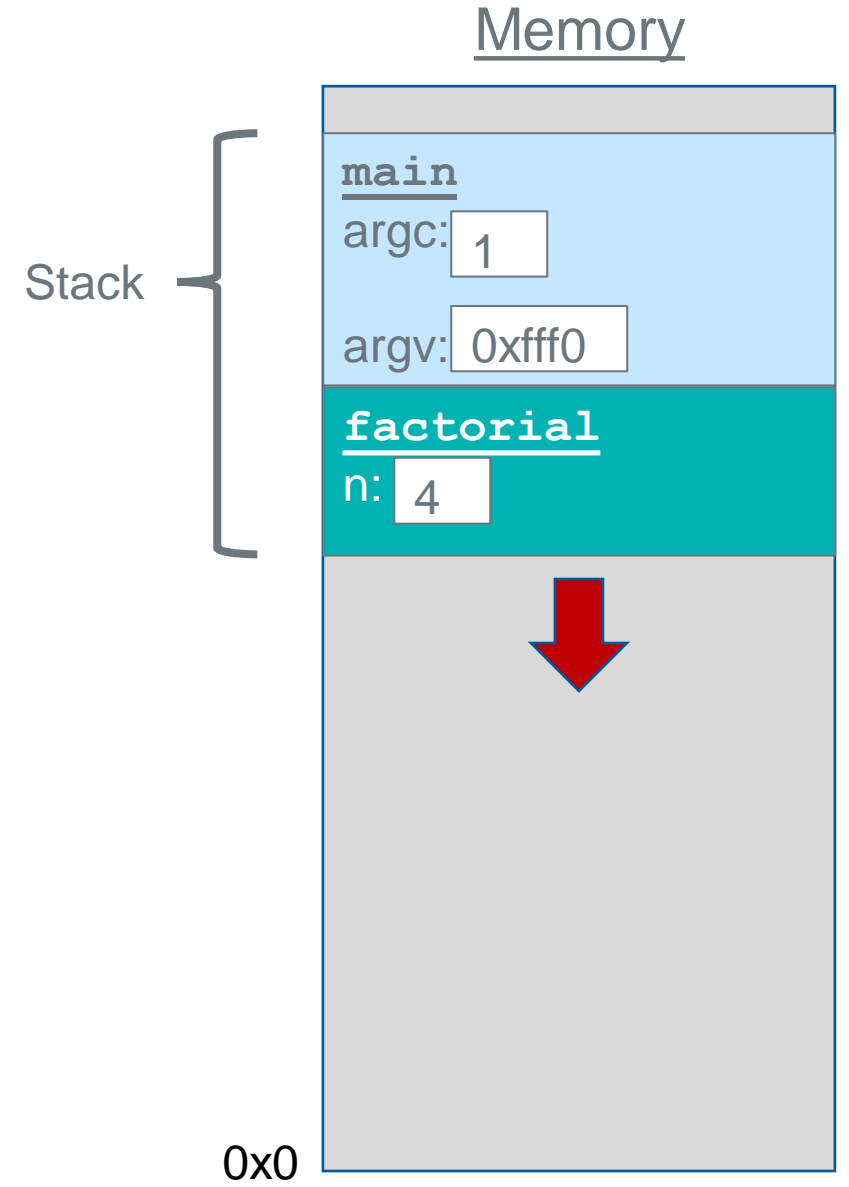 Memory
main
argc: 1
Stack
argv: 0xfff0
factorial
n: 4
0x0